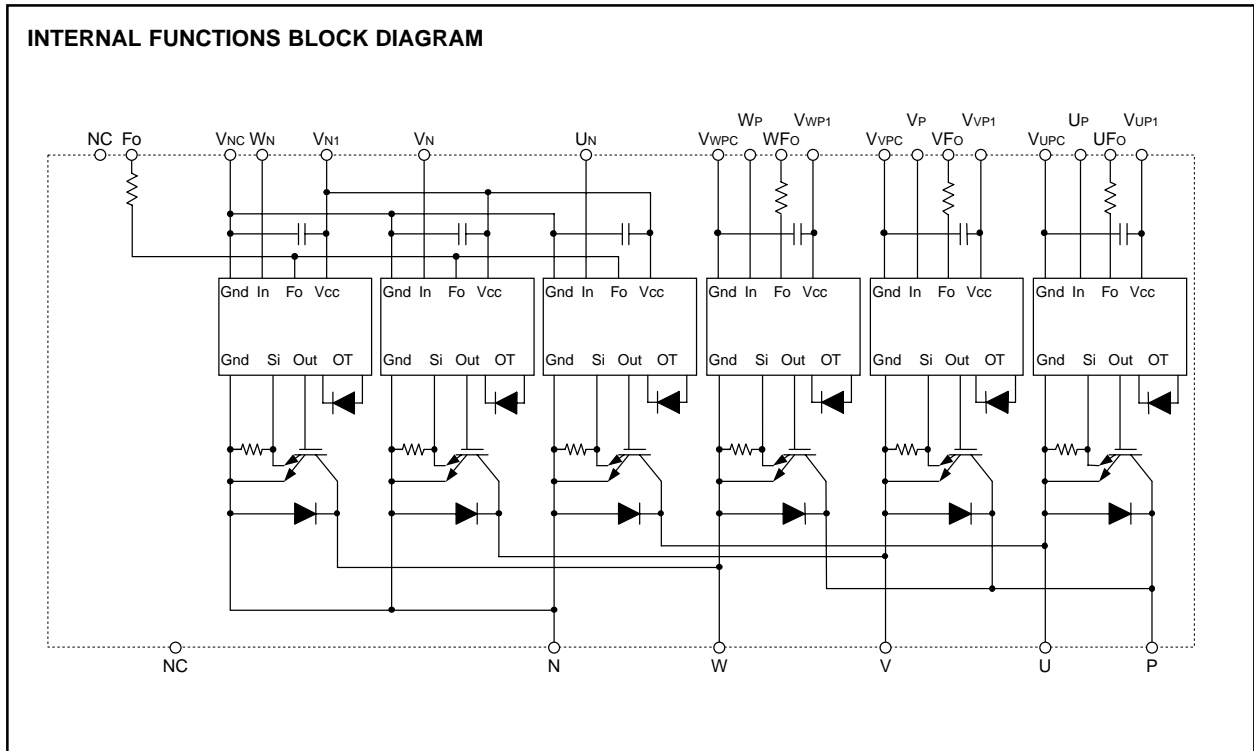 INTERNAL FUNCTIONS BLOCK DIAGRAM
WP VWP1 VP VVP1 UP VUP1
NC FO VNC WN VN1 VN UN VWPC WFO VVPC VFO VUPC UFO
Gnd In Fo Vcc Gnd In Fo Vcc Gnd In Fo Vcc Gnd In Fo Vcc Gnd In Fo Vcc Gnd In Fo Vcc
Gnd Si Out OT Gnd Si Out OT Gnd Si Out OT Gnd Si Out OT Gnd Si Out OT Gnd Si Out OT
NC N W V U P